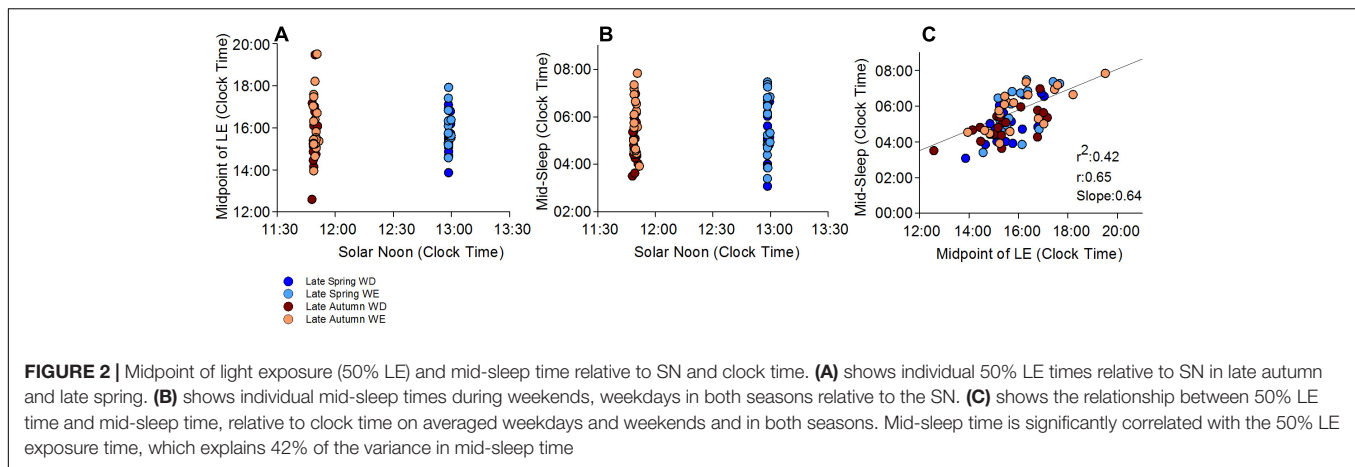 A
B
C
Midpoint of LE (Clock Time)
20:00
18:00
16:00
14:00
12:00
11:30 12:00 12:30 13:00 13:30
Solar Noon (Clock Time)
Mid-Sleep (Clock Time)
08:00
06:00
04:00
02:00
11:30 12:00 12:30 13:00 13:30
Solar Noon (Clock Time)
Mid-Sleep (Clock Time)
08:00
06:00
04:00
02:00
00:00
r²:0.42
r:0.65
Slope:0.64
12:00 14:00 16:00 18:00 20:00
Midpoint of LE (Clock Time)
Late Spring WD
Late Spring WE
Late Autumn WD
Late Autumn WE
FIGURE 2 | Midpoint of light exposure (50% LE) and mid-sleep time relative to SN and clock time. (A) shows individual 50% LE times relative to SN in late autumn
and late spring. (B) shows individual mid-sleep times during weekends, weekdays in both seasons relative to the SN. (C) shows the relationship between 50% LE
time and mid-sleep time, relative to clock time on averaged weekdays and weekends and in both seasons. Mid-sleep time is significantly correlated with the 50% LE
exposure time, which explains 42% of the variance in mid-sleep time